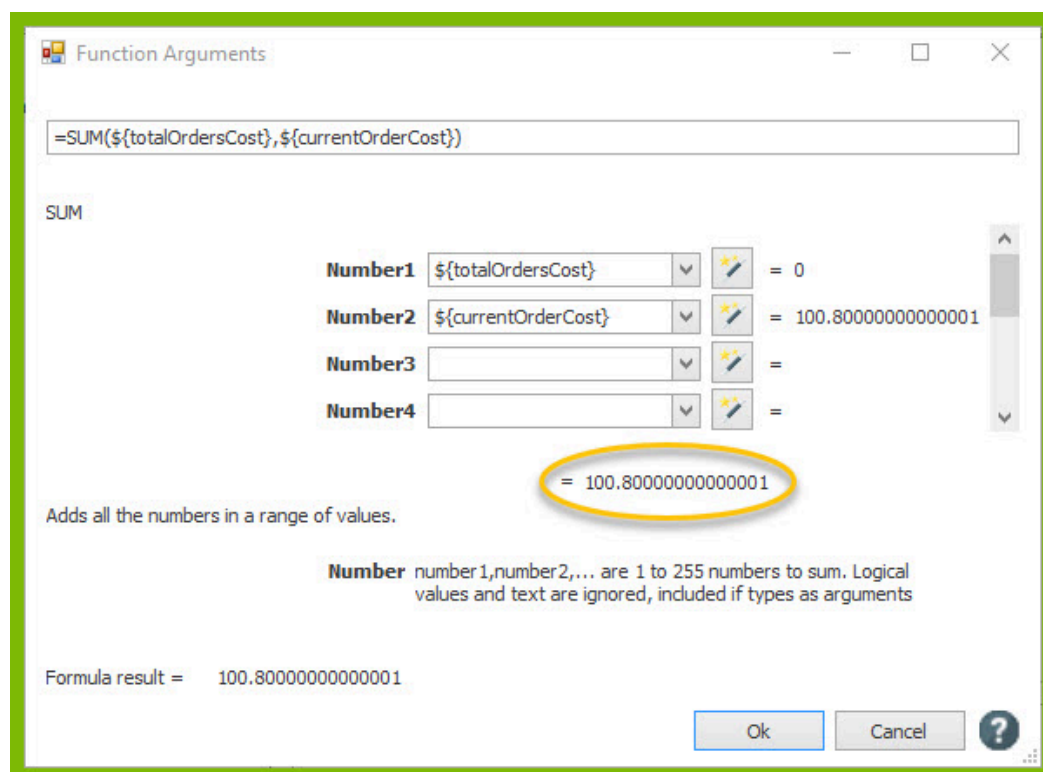 Function Arguments
=SUM(${totalOrdersCost},${currentOrderCost})
SUM
Number1 ${totalOrdersCost} = 0
Number2 ${currentOrderCost} = 100.80000000000001
Number3 =
Number4 =
= 100.80000000000001
Adds all the numbers in a range of values.
Number number1,number2,... are 1 to 255 numbers to sum. Logical
values and text are ignored, included if types as arguments
Formula result = 100.80000000000001
Ok Cancel ?